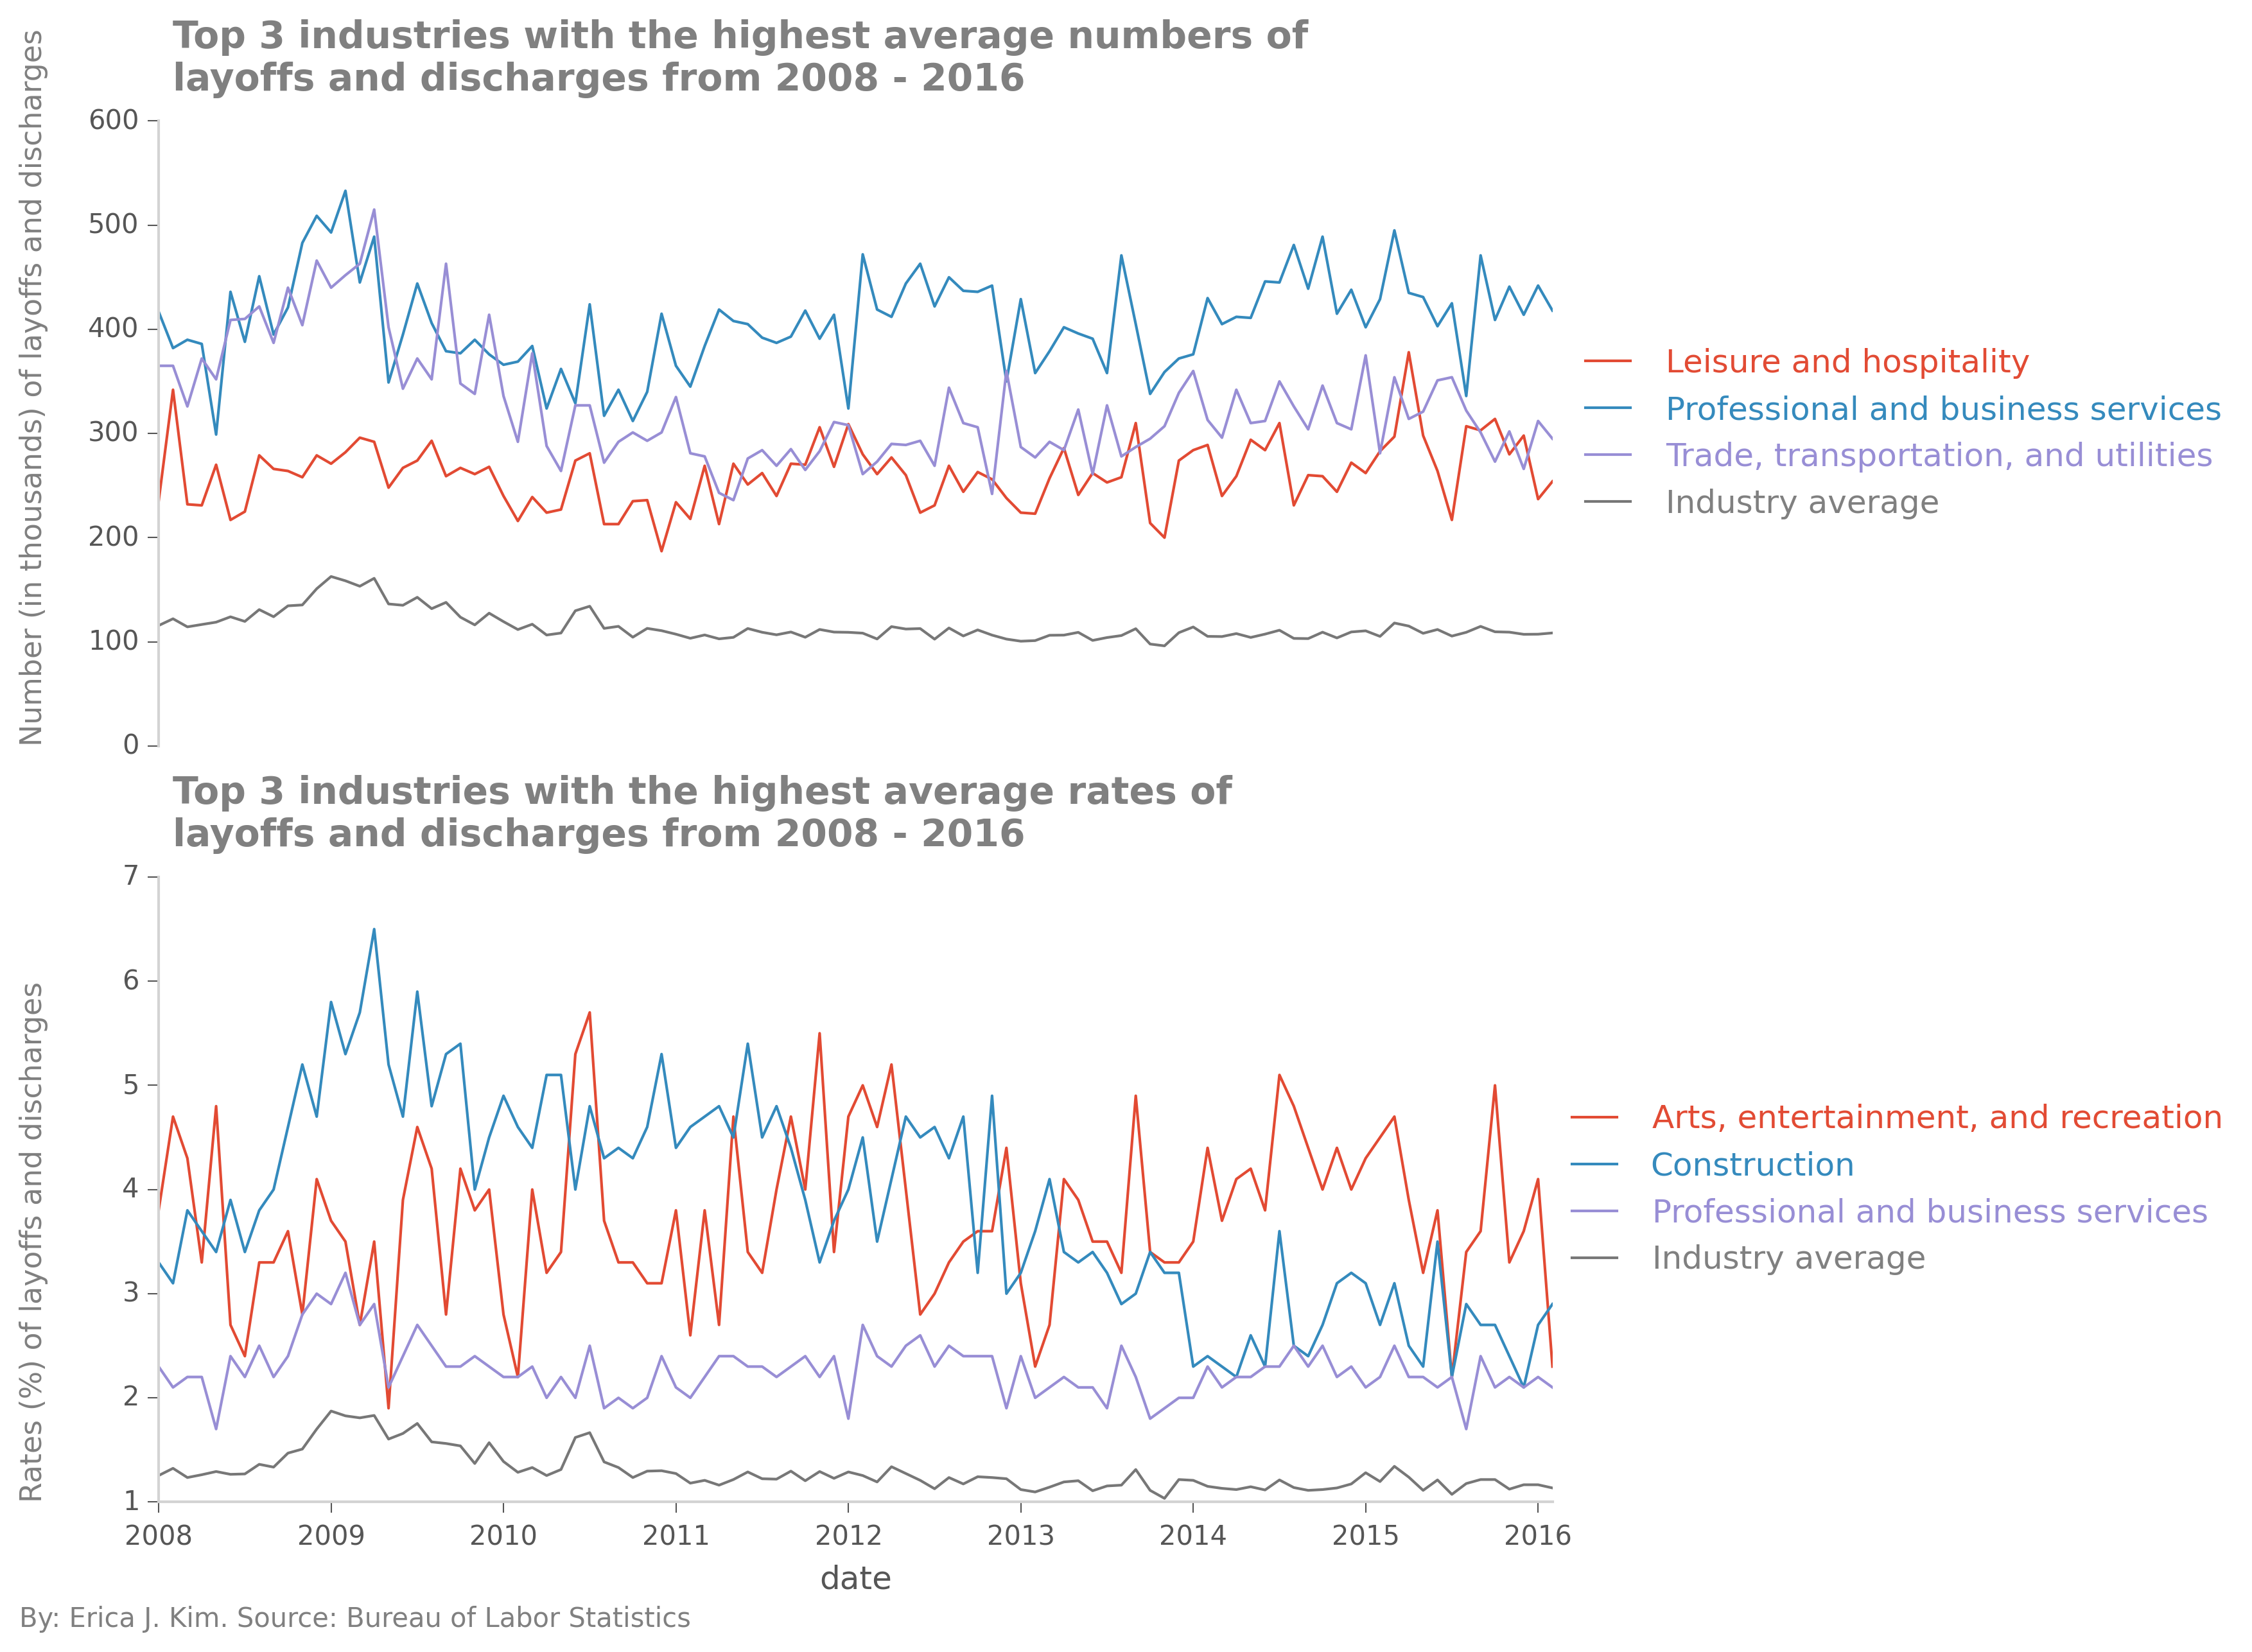 Top 3 industries with the highest average numbers of
layoffs and discharges from 2008 - 2016
Number (in thousands) of layoffs and discharges
600
500
400
300
200
100
0
Leisure and hospitality
Professional and business services
Trade, transportation, and utilities
Industry average
Top 3 industries with the highest average rates of
layoffs and discharges from 2008 - 2016
Rates (%) of layoffs and discharges
7
6
5
4
3
2
1
Arts, entertainment, and recreation
Construction
Professional and business services
Industry average
2008 2009 2010 2011 2012 2013 2014 2015 2016
date
By: Erica J. Kim. Source: Bureau of Labor Statistics